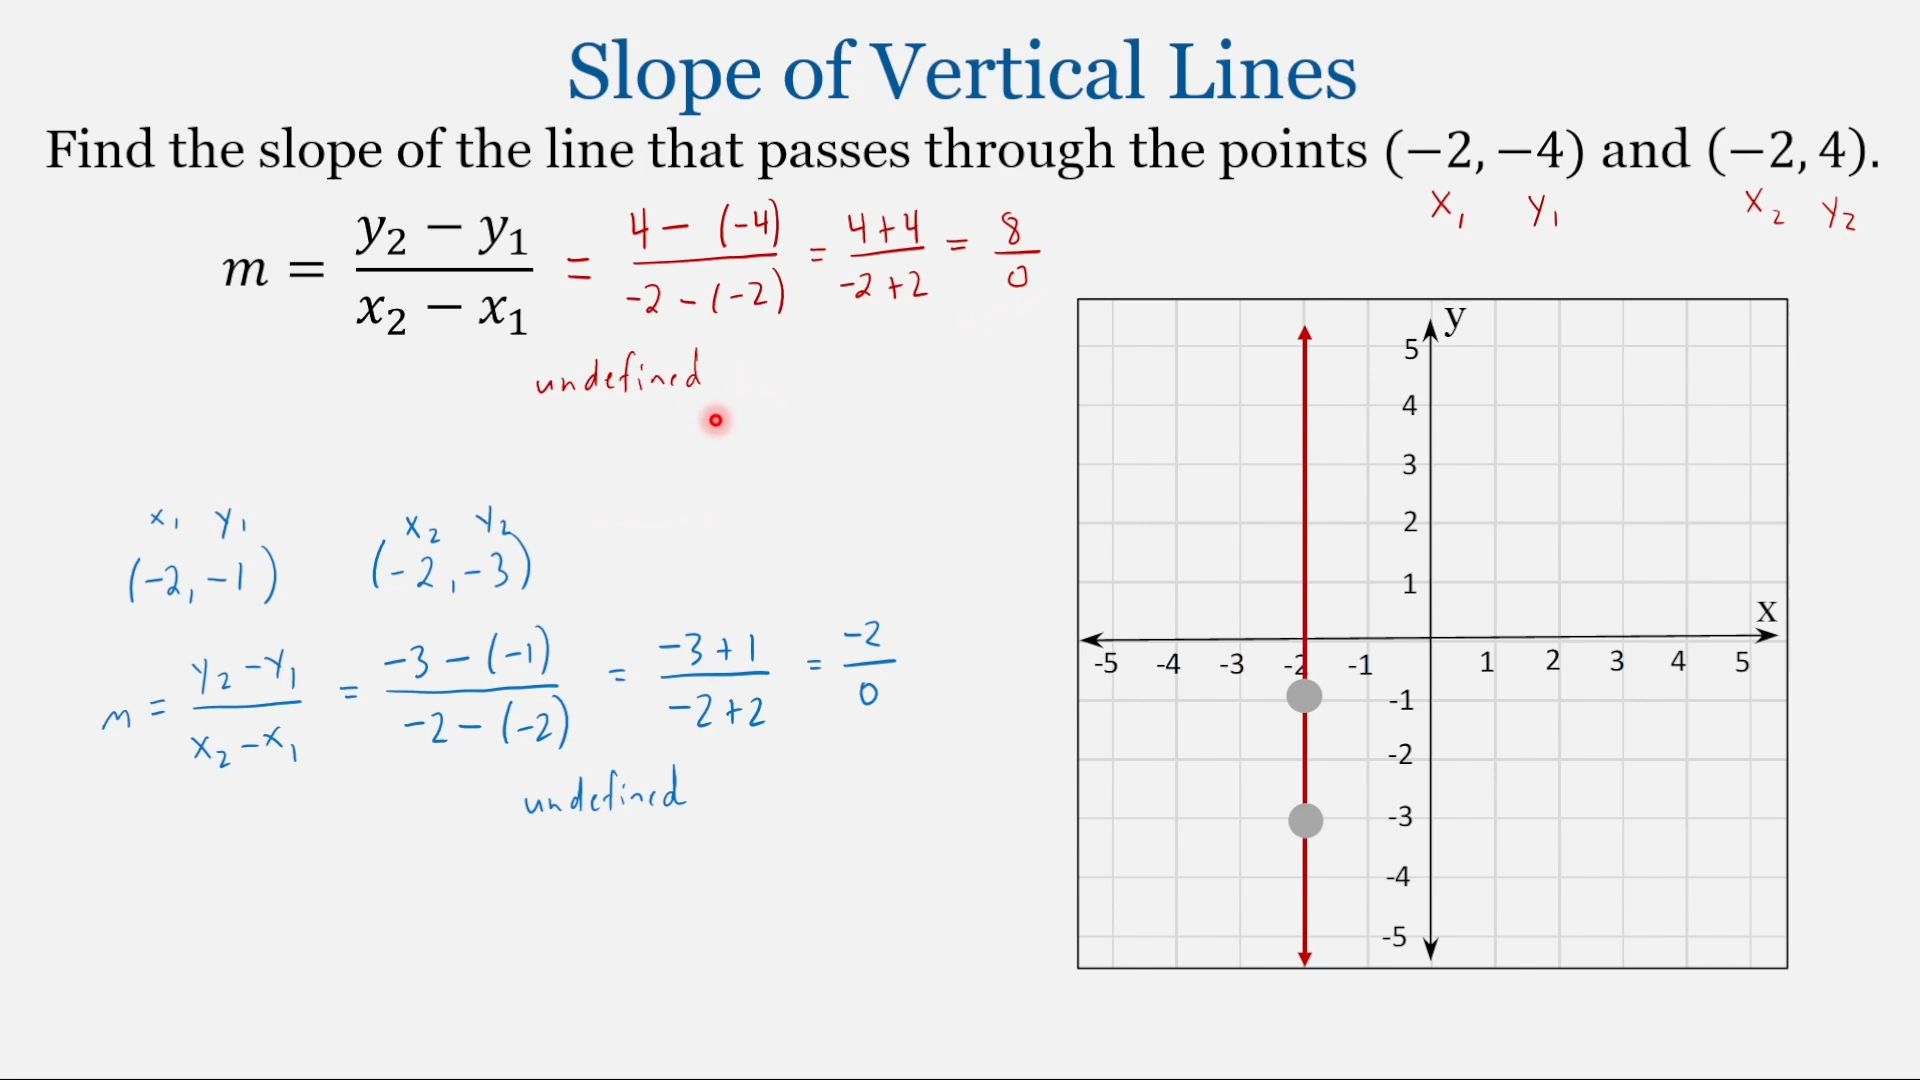 Slope of Vertical Lines
Find the slope of the line that passes through the points (−2, −4) and (−2, 4).
x₁ y₁ x₂ y₂
m = (y₂ − y₁)/(x₂ − x₁) = (4 − (-4))/(-2 - (-2)) = (4+4)/(-2+2) = 8/0
undefined
x₁ y₁ x₂ y₂
(-2, -1) (-2, -3)
m = (y₂ - y₁)/(x₂ - x₁) = (-3 - (-1))/(-2 - (-2)) = (-3+1)/(-2+2) = -2/0
undefined
y
5
4
3
2
1
x
-5 -4 -3 -2 -1 1 2 3 4 5
-1
-2
-3
-4
-5